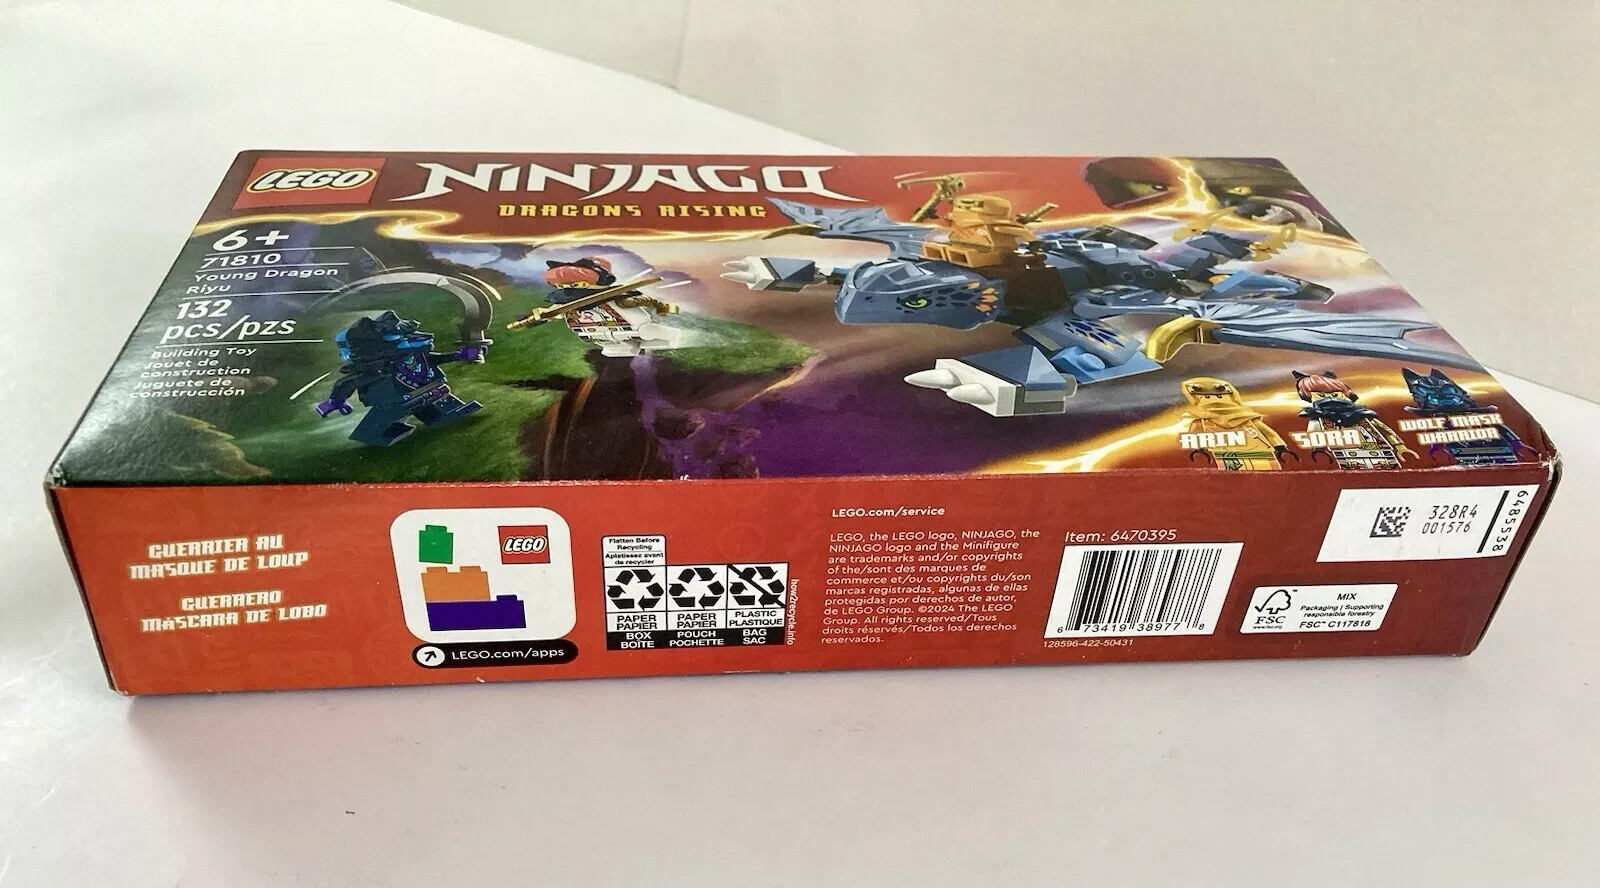 LEGO
NINJAGO
DRAGONS RISING
6+
71810
Young Dragon
Riyu
132
pcs/pzs
Building Toy
Jouet de
construction
Juguete de
construcción
ARIN
SORA
WOLF MASK
WARRIOR
GUERRIER AU
MASQUE DE LOUP
GUERRERO
MÁSCARA DE LOBO
LEGO
LEGO.com/apps
Flatten Before
Recycling
Aplatissez avant
de recycler
PAPER
PAPIER
BOX
BOÎTE
PAPER
PAPIER
POUCH
POCHETTE
PLASTIC
PLASTIQUE
BAG
SAC
how2recycle.info
LEGO.com/service
LEGO, the LEGO logo, NINJAGO, the
NINJAGO logo and the Minifigure
are trademarks and/or copyrights
of the/sont des marques de
commerce et/ou copyrights du/son
marcas registradas, algunas de ellas
protegidas por derechos de autor,
de LEGO Group. ©2024 The LEGO
Group. All rights reserved/Tous
droits réservés/Todos los derechos
reservados.
Item: 6470395
6 73419 38977 8
128596-422-50431
328R4
001576
6485538
FSC
www.fsc.org
MIX
Packaging | Supporting
responsible forestry
FSC™ C117818